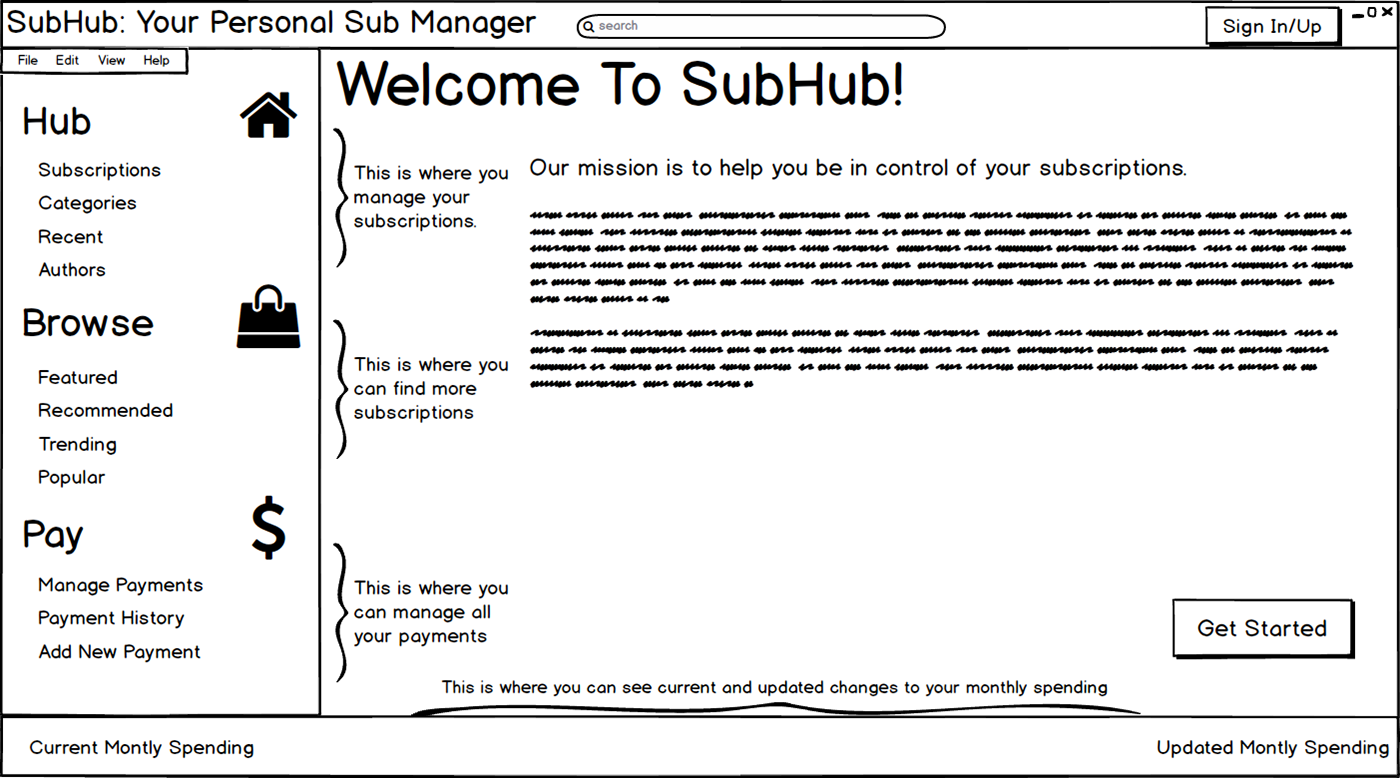 SubHub: Your Personal Sub Manager
search
Sign In/Up
File Edit View Help
Welcome To SubHub!
Hub
Subscriptions
Categories
Recent
Authors
Browse
Featured
Recommended
Trending
Popular
Pay
Manage Payments
Payment History
Add New Payment
This is where you
manage your
subscriptions.
This is where you
can find more
subscriptions
This is where you
can manage all
your payments
Our mission is to help you be in control of your subscriptions.
Get Started
This is where you can see current and updated changes to your monthly spending
Current Montly Spending
Updated Montly Spending